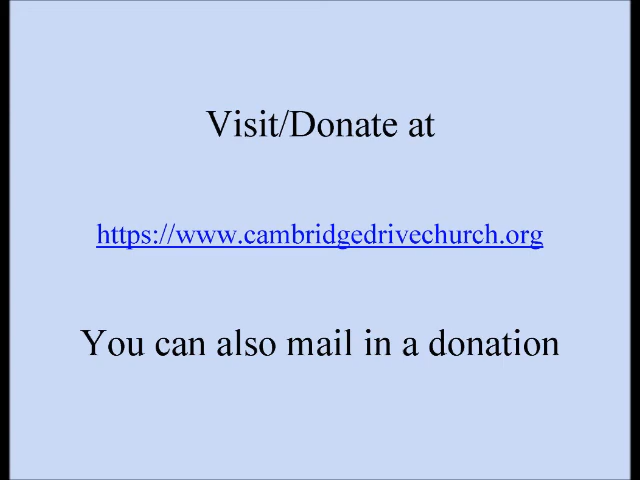 Visit/Donate at
https://www.cambridgedrivechurch.org
You can also mail in a donation